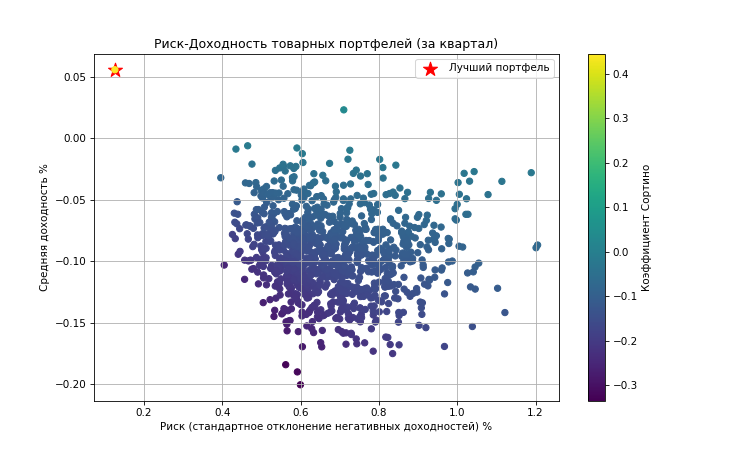 Риск-Доходность товарных портфелей (за квартал)
Лучший портфель
Средняя доходность %
0.05
0.00
−0.05
−0.10
−0.15
−0.20
0.2 0.4 0.6 0.8 1.0 1.2
Риск (стандартное отклонение негативных доходностей) %
0.4
0.3
0.2
0.1
0.0
−0.1
−0.2
−0.3
Коэффициент Сортино